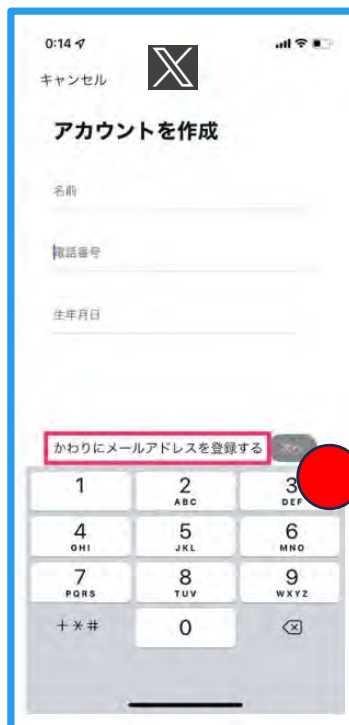 0:14
キャンセル
アカウントを作成
名前
電話番号
生年月日
かわりにメールアドレスを登録する 次へ
1 2 3
ABC DEF
4 5 6
GHI JKL MNO
7 8 9
PQRS TUV WXYZ
+*# 0